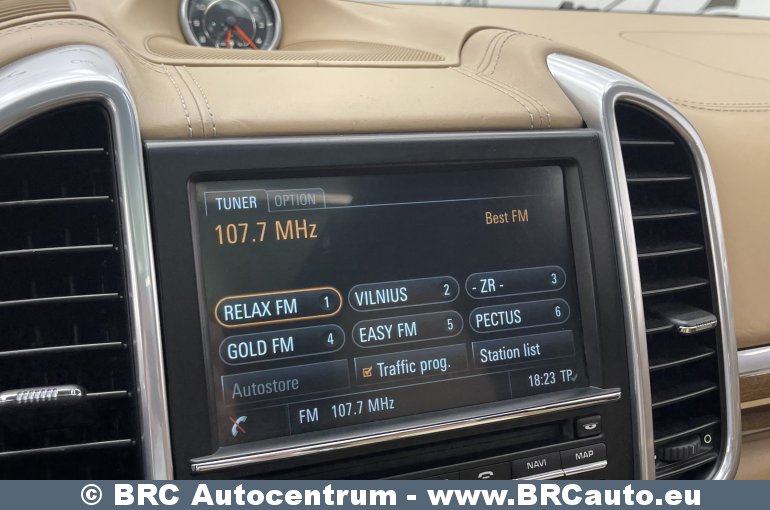 TUNER OPTION
107.7 MHz Best FM
RELAX FM 1 VILNIUS 2 - ZR - 3
GOLD FM 4 EASY FM 5 PECTUS 6
Autostore Traffic prog. Station list
FM 107.7 MHz 18:23 TP
NAVI MAP
© BRC Autocentrum - www.BRCauto.eu